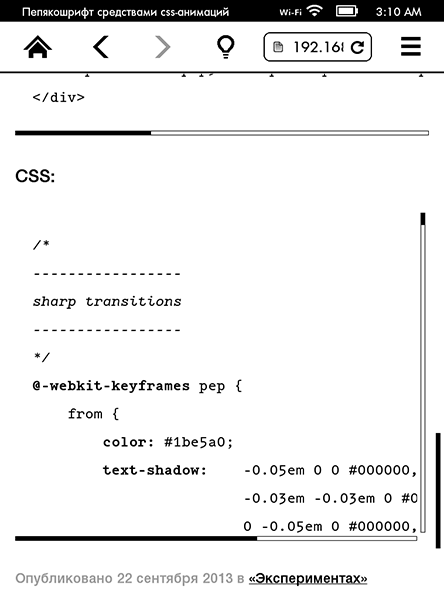 Пепякошрифт средствами css-анимаций Wi-Fi 3:10 AM
192.168
</div>
CSS:
/*
-----------------
sharp transitions
-----------------
*/
@-webkit-keyframes pep {
from {
color: #1be5a0;
text-shadow: -0.05em 0 0 #000000,
-0.03em -0.03em 0 #0
0 -0.05em 0 #000000,
Опубликовано 22 сентября 2013 в «Экспериментах»